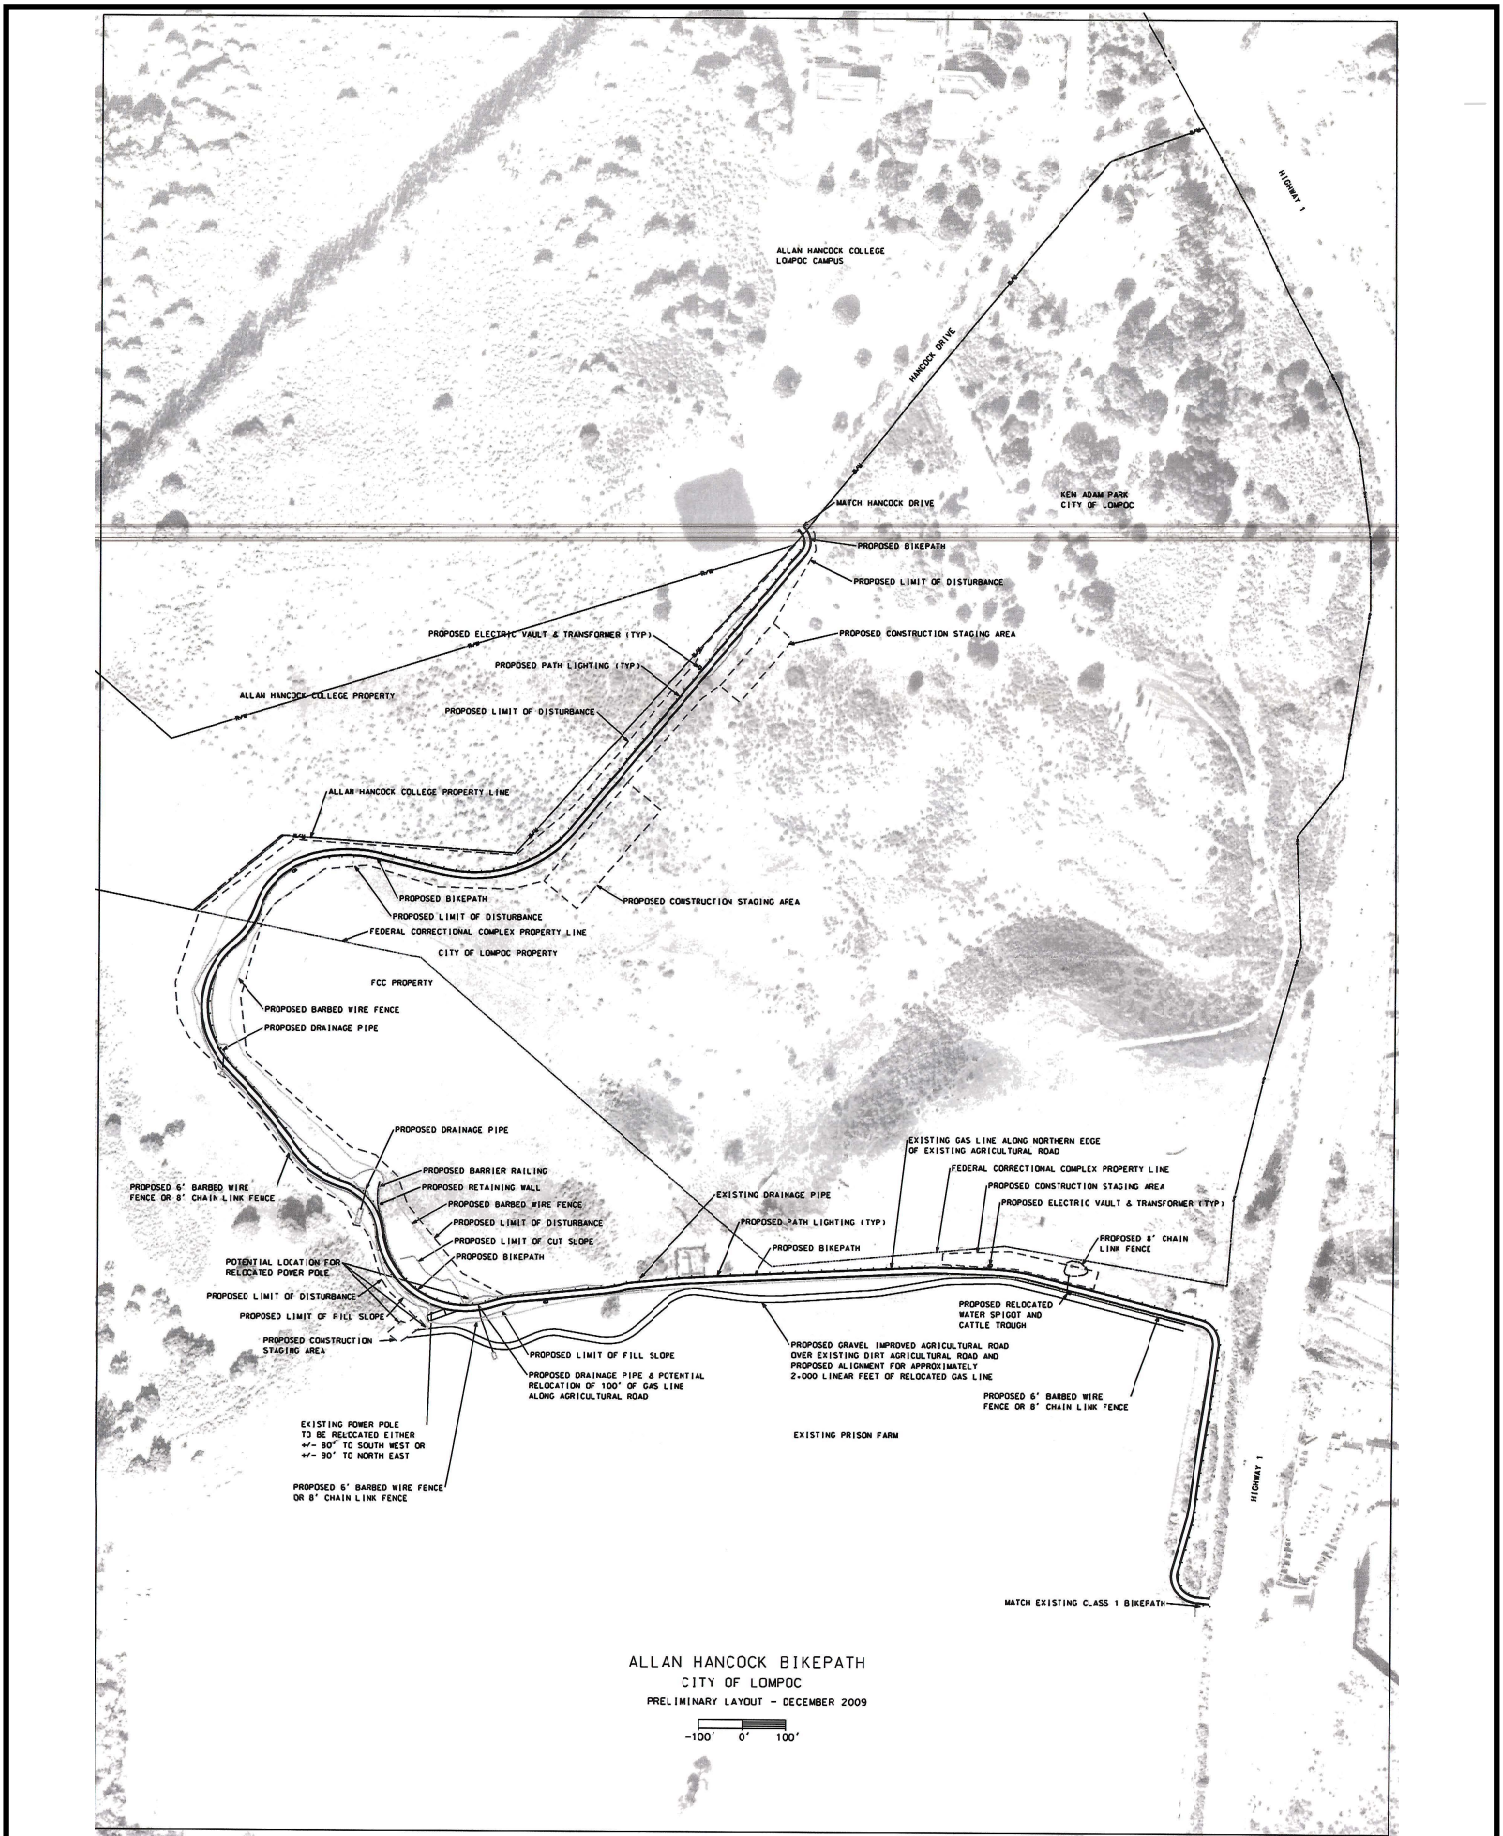 HIGHWAY 1
ALLAN HANCOCK COLLEGE
LOMPOC CAMPUS
HANCOCK DRIVE
MATCH HANCOCK DRIVE
KEN ADAM PARK
CITY OF LOMPOC
PROPOSED BIKEPATH
PROPOSED LIMIT OF DISTURBANCE
PROPOSED ELECTRIC VAULT & TRANSFORMER (TYP)
PROPOSED CONSTRUCTION STAGING AREA
PROPOSED PATH LIGHTING (TYP)
ALLAN HANCOCK COLLEGE PROPERTY
PROPOSED LIMIT OF DISTURBANCE
ALLAN HANCOCK COLLEGE PROPERTY LINE
PROPOSED BIKEPATH
PROPOSED CONSTRUCTION STAGING AREA
PROPOSED LIMIT OF DISTURBANCE
FEDERAL CORRECTIONAL COMPLEX PROPERTY LINE
CITY OF LOMPOC PROPERTY
FCC PROPERTY
PROPOSED BARBED WIRE FENCE
PROPOSED DRAINAGE PIPE
PROPOSED DRAINAGE PIPE
EXISTING GAS LINE ALONG NORTHERN EDGE
OF EXISTING AGRICULTURAL ROAD
PROPOSED BARRIER RAILING
FEDERAL CORRECTIONAL COMPLEX PROPERTY LINE
PROPOSED 6' BARBED WIRE
FENCE OR 8' CHAIN LINK FENCE
PROPOSED RETAINING WALL
PROPOSED CONSTRUCTION STAGING AREA
EXISTING DRAINAGE PIPE
PROPOSED BARBED WIRE FENCE
PROPOSED ELECTRIC VAULT & TRANSFORMER (TYP)
PROPOSED LIMIT OF DISTURBANCE
PROPOSED PATH LIGHTING (TYP)
PROPOSED LIMIT OF CUT SLOPE
PROPOSED CHAIN
LINK FENCE
PROPOSED BIKEPATH
PROPOSED BIKEPATH
POTENTIAL LOCATION FOR
RELOCATED POWER POLE
PROPOSED LIMIT OF DISTURBANCE
PROPOSED LIMIT OF FILL SLOPE
PROPOSED RELOCATED
WATER SPIGOT AND
CATTLE TROUGH
PROPOSED CONSTRUCTION
STAGING AREA
PROPOSED LIMIT OF FILL SLOPE
PROPOSED GRAVEL IMPROVED AGRICULTURAL ROAD
OVER EXISTING DIRT AGRICULTURAL ROAD AND
PROPOSED ALIGNMENT FOR APPROXIMATELY
2,000 LINEAR FEET OF RELOCATED GAS LINE
PROPOSED DRAINAGE PIPE & POTENTIAL
RELOCATION OF 100' OF GAS LINE
ALONG AGRICULTURAL ROAD
PROPOSED 6' BARBED WIRE
FENCE OR 8' CHAIN LINK FENCE
EXISTING POWER POLE
TO BE RELOCATED EITHER
+/- 80' TO SOUTH WEST OR
+/- 90' TO NORTH EAST
EXISTING PRISON FARM
PROPOSED 6' BARBED WIRE FENCE
OR 8' CHAIN LINK FENCE
HIGHWAY 1
MATCH EXISTING CLASS 1 BIKEPATH
ALLAN HANCOCK BIKEPATH
CITY OF LOMPOC
PRELIMINARY LAYOUT - DECEMBER 2009
-100' 0' 100'